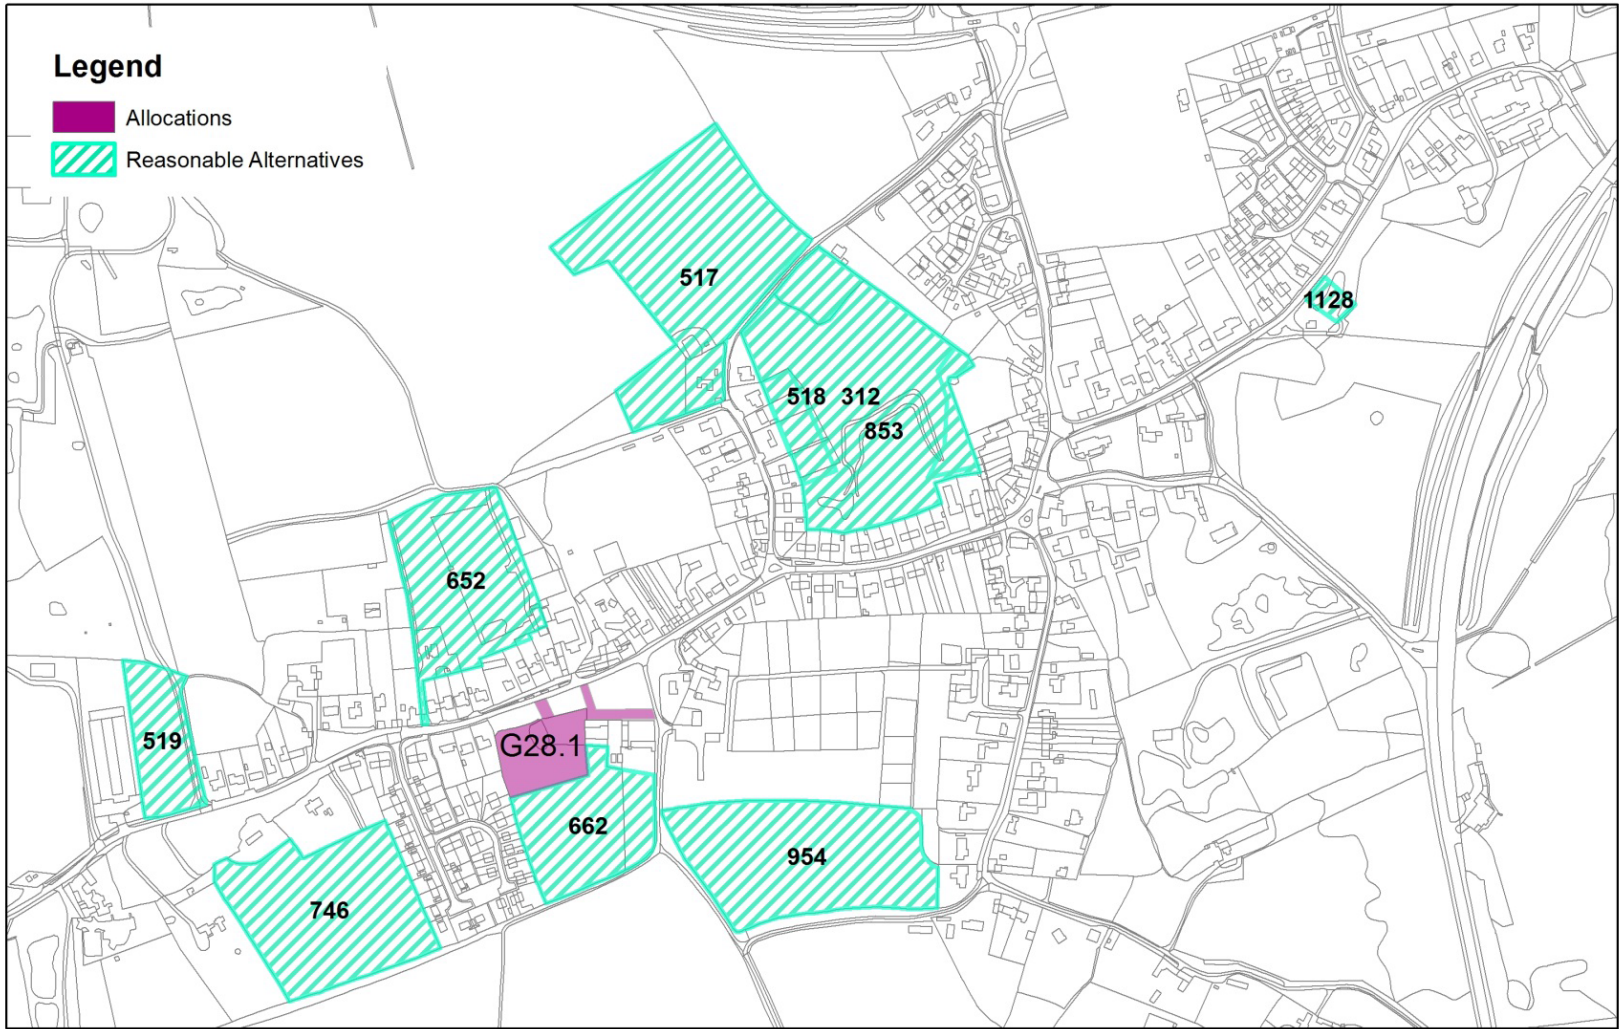 Legend
Allocations
Reasonable Alternatives
517
1128
518 312
853
652
519
G28.1
662
954
746